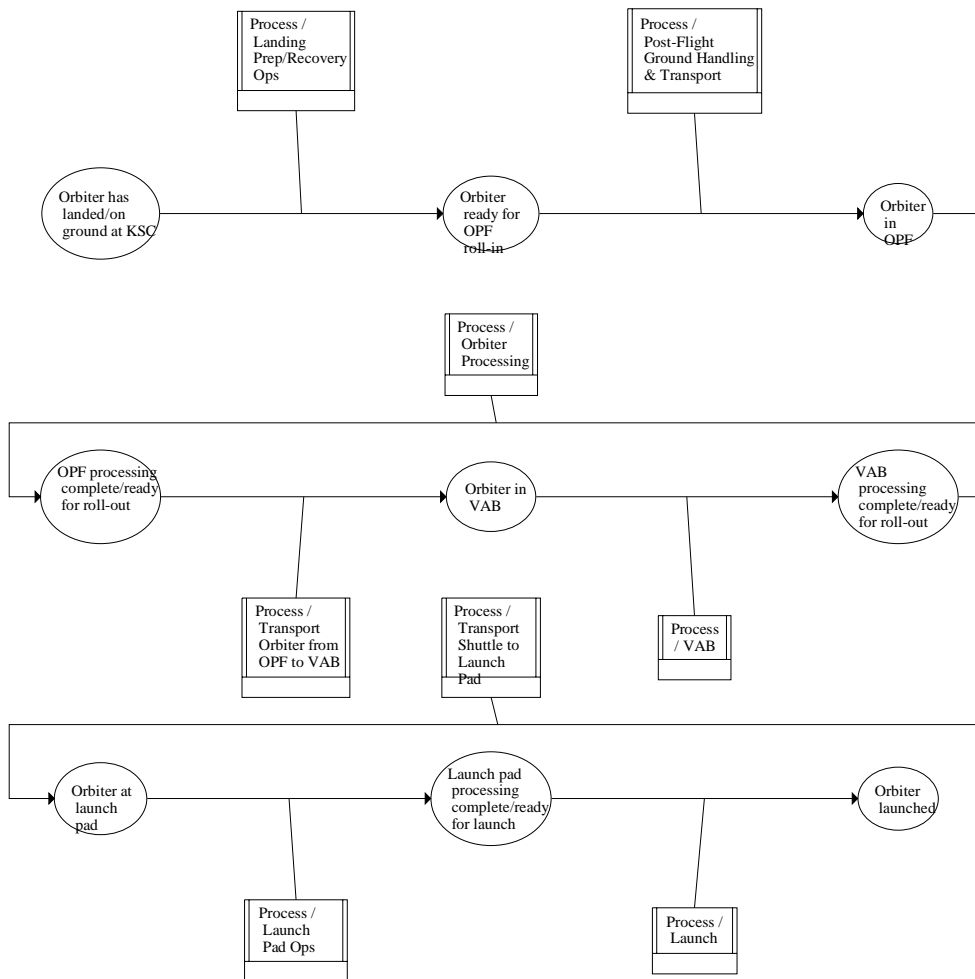 Process /
Landing
Prep/Recovery
Ops
Process /
Post-Flight
Ground Handling
& Transport
Orbiter has
landed/on
ground at KSC
Orbiter
ready for
OPF
roll-in
Orbiter
in
OPF
Process /
Orbiter
Processing
OPF processing
complete/ready
for roll-out
Orbiter in
VAB
VAB
processing
complete/ready
for roll-out
Process /
Transport
Orbiter from
OPF to VAB
Process /
Transport
Shuttle to
Launch
Pad
Process
/ VAB
Orbiter at
launch
pad
Launch pad
processing
complete/ready
for launch
Orbiter
launched
Process /
Launch
Pad Ops
Process /
Launch